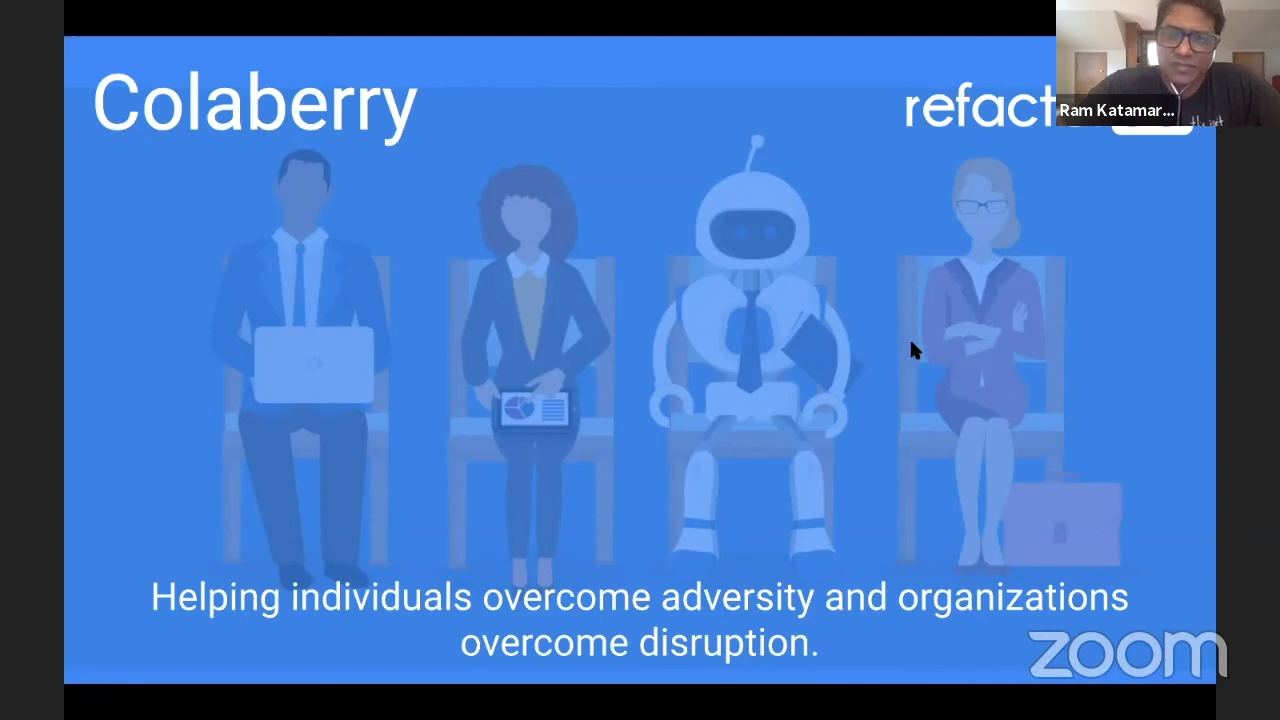 Colaberry
refact
Ram Katamar...
Helping individuals overcome adversity and organizations
overcome disruption.
zoom